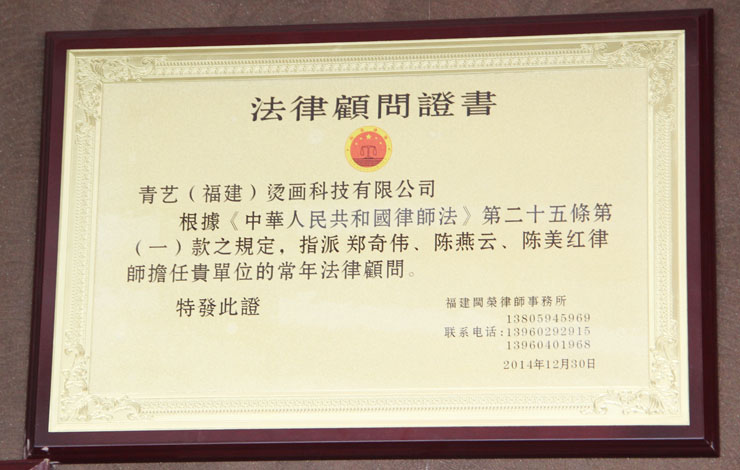 法律顧問證書
青艺（福建）烫画科技有限公司
根據《中華人民共和國律師法》第二十五條第
（一）款之規定，指派 郑奇伟、陈燕云、陈美红律
師擔任貴單位的常年法律顧問。
特發此證
福建閩榮律師事務所
13805945969
联系电话:13960292915
13960401968
2014年12月30日